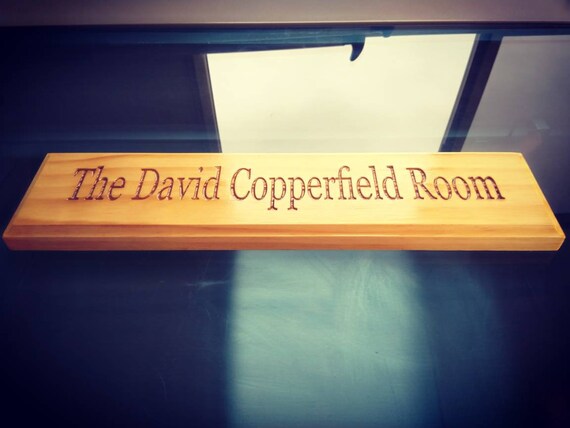 The David Copperfield Room